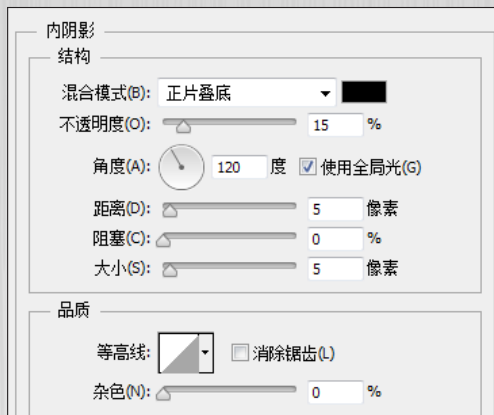 内阴影
结构
混合模式(B): 正片叠底
不透明度(O): 15 %
角度(A): 120 度 使用全局光(G)
距离(D): 5 像素
阻塞(C): 0 %
大小(S): 5 像素
品质
等高线: 消除锯齿(L)
杂色(N): 0 %